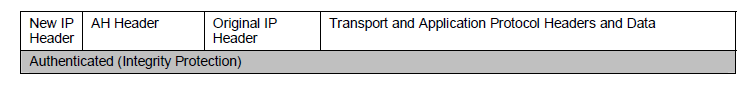 New IP Header
AH Header
Original IP Header
Transport and Application Protocol Headers and Data
Authenticated (Integrity Protection)